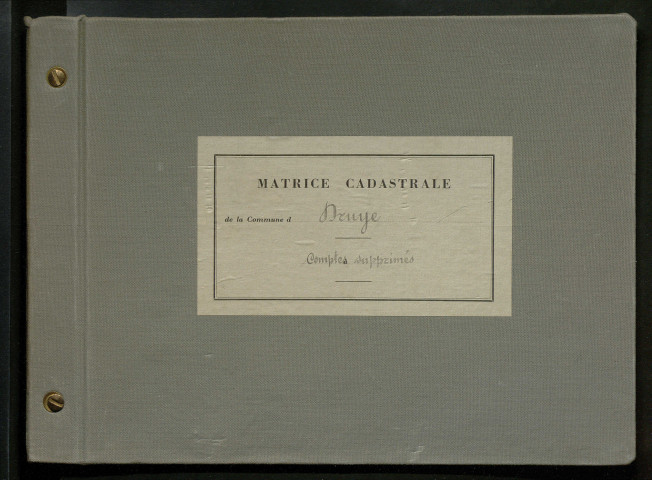 MATRICE CADASTRALE
de la Commune d Druye
Comptes supprimés